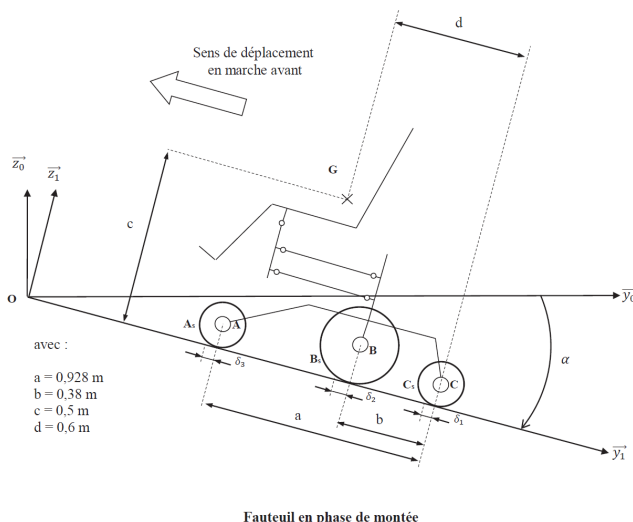 d
Sens de déplacement
en marche avant
G
z₀
z₁
c
O
y₀
A
Aₛ
B
Bₛ
C
Cₛ
α
avec :
δ₃
δ₂
δ₁
a = 0,928 m
b = 0,38 m
c = 0,5 m
d = 0,6 m
b
a
y₁
Fauteuil en phase de montée